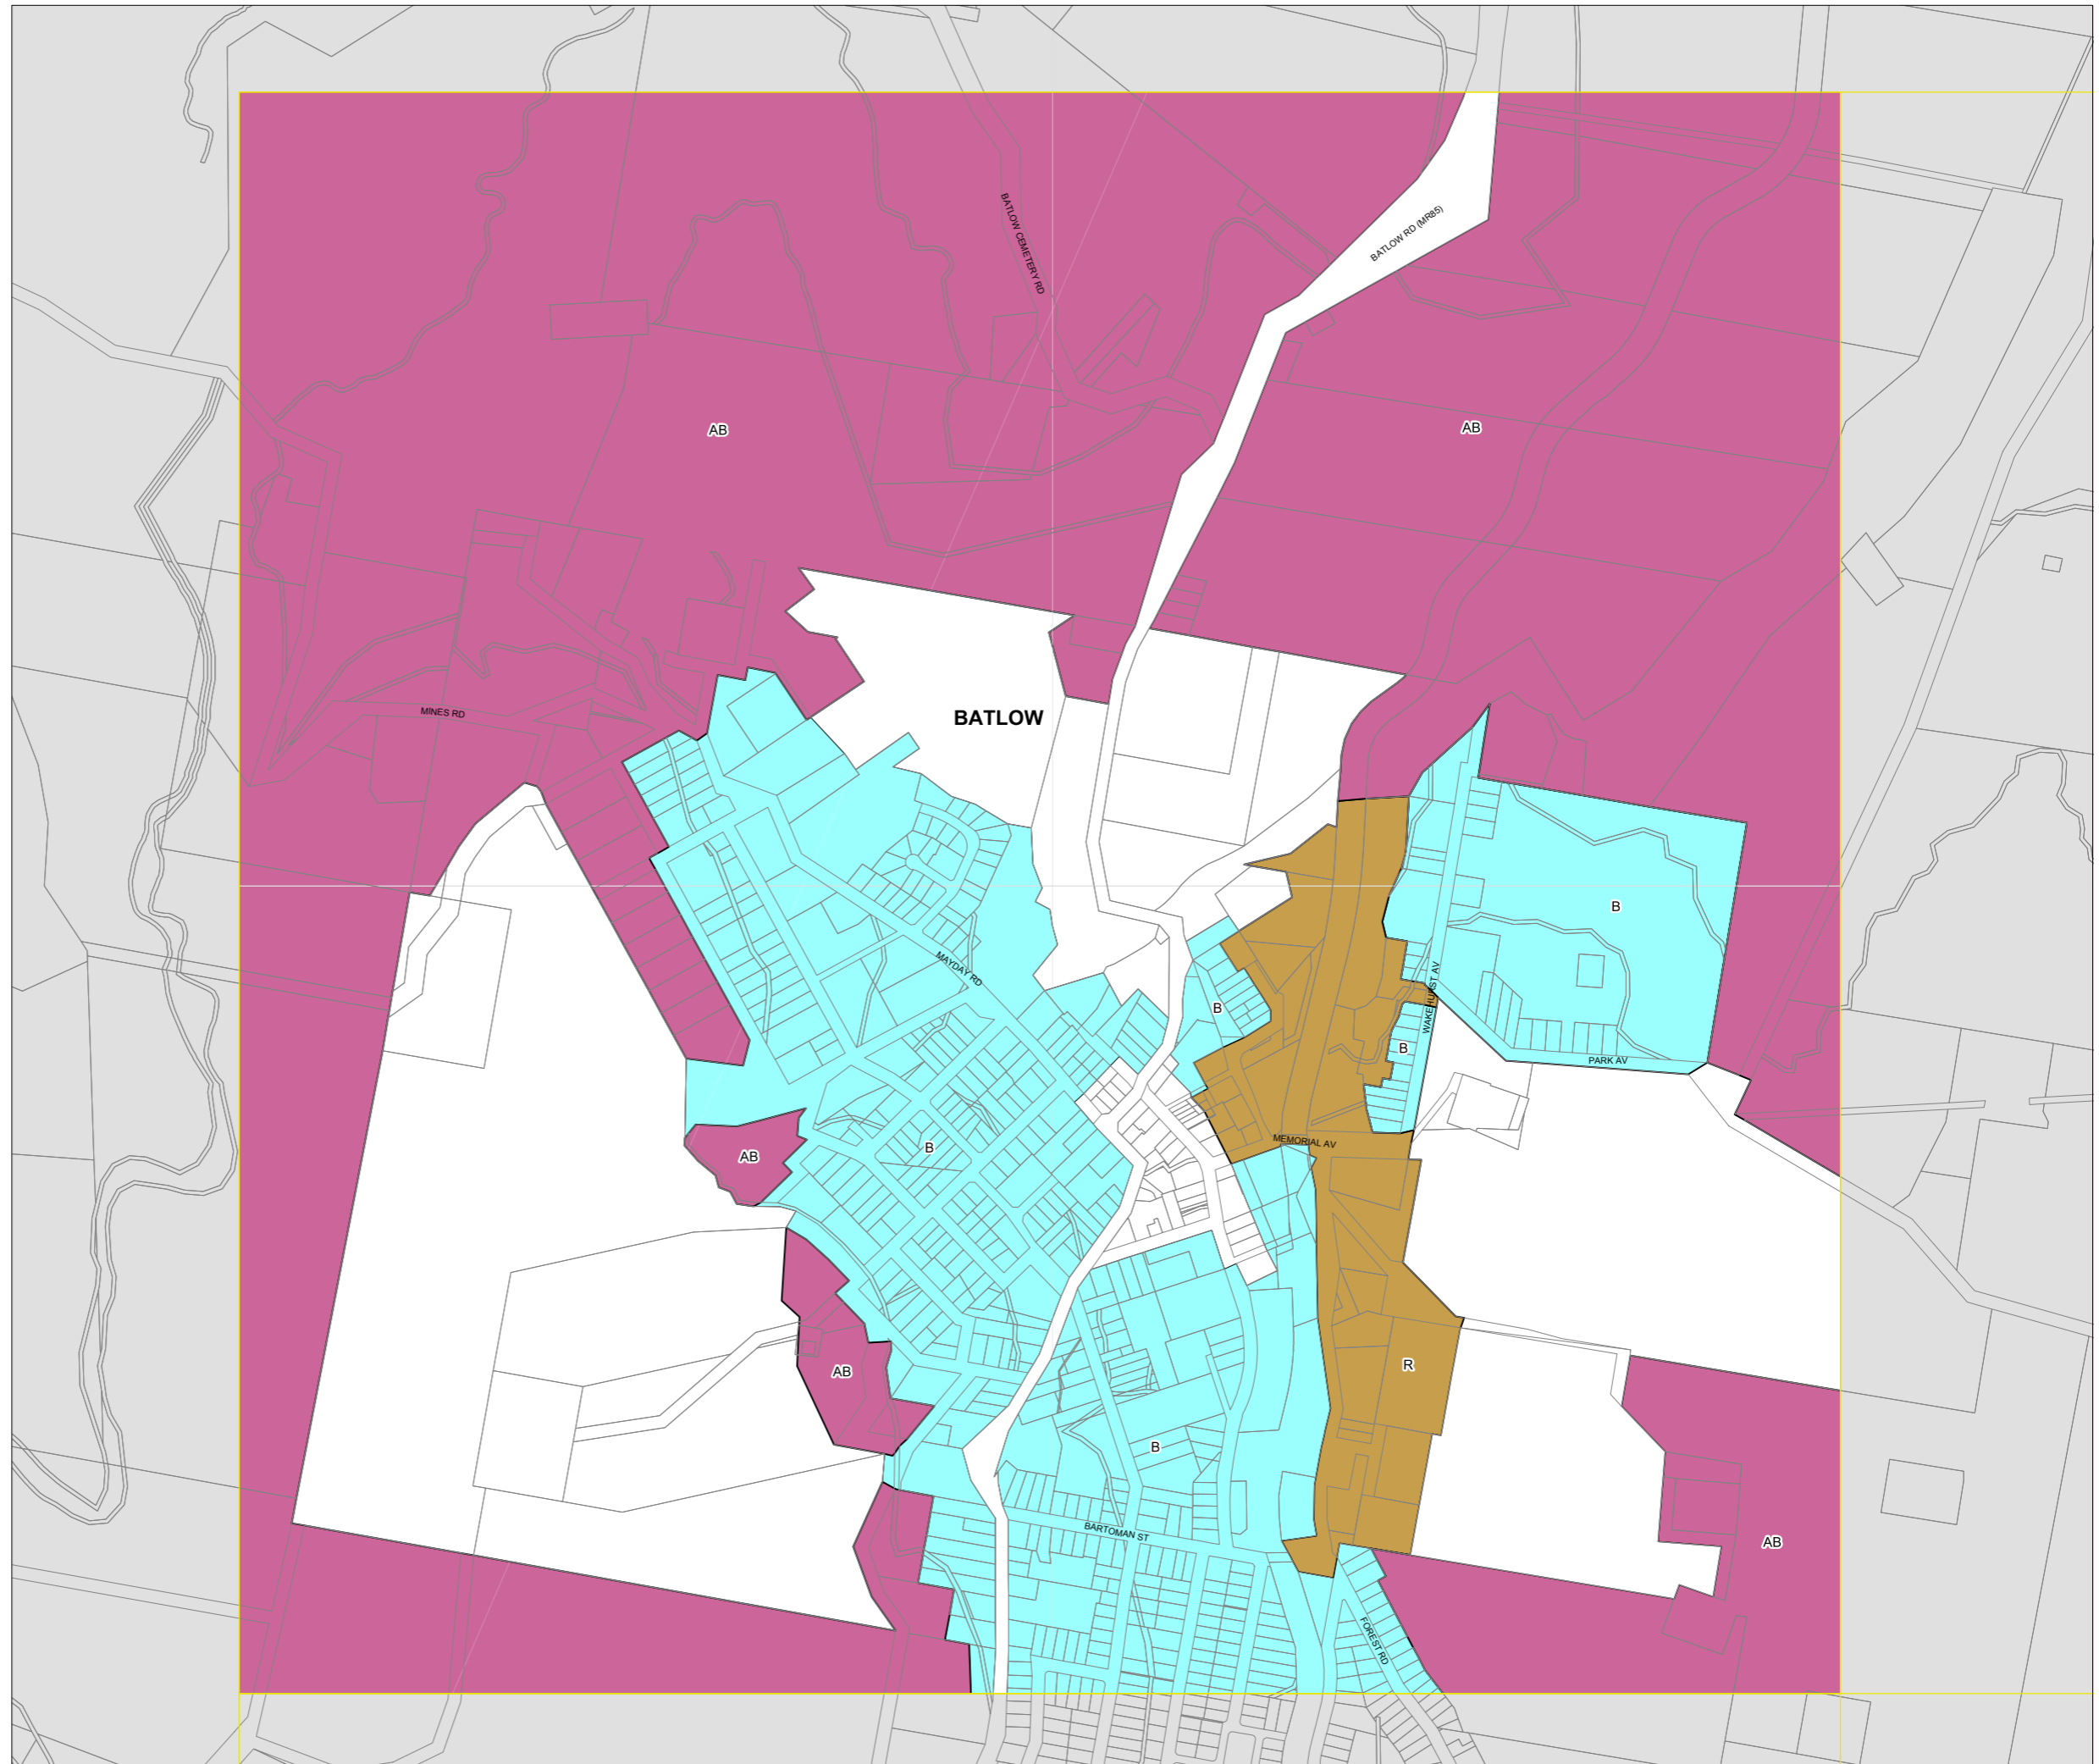 BATLOW CEMETERY RD
BATLOW RD (MR85)
AB
AB
MINES RD
BATLOW
B
MAYDAY RD
WAKEHURST AV
B
B
PARK AV
MEMORIAL AV
B
AB
AB
R
B
BARTOMAN ST
AB
FOREST RD